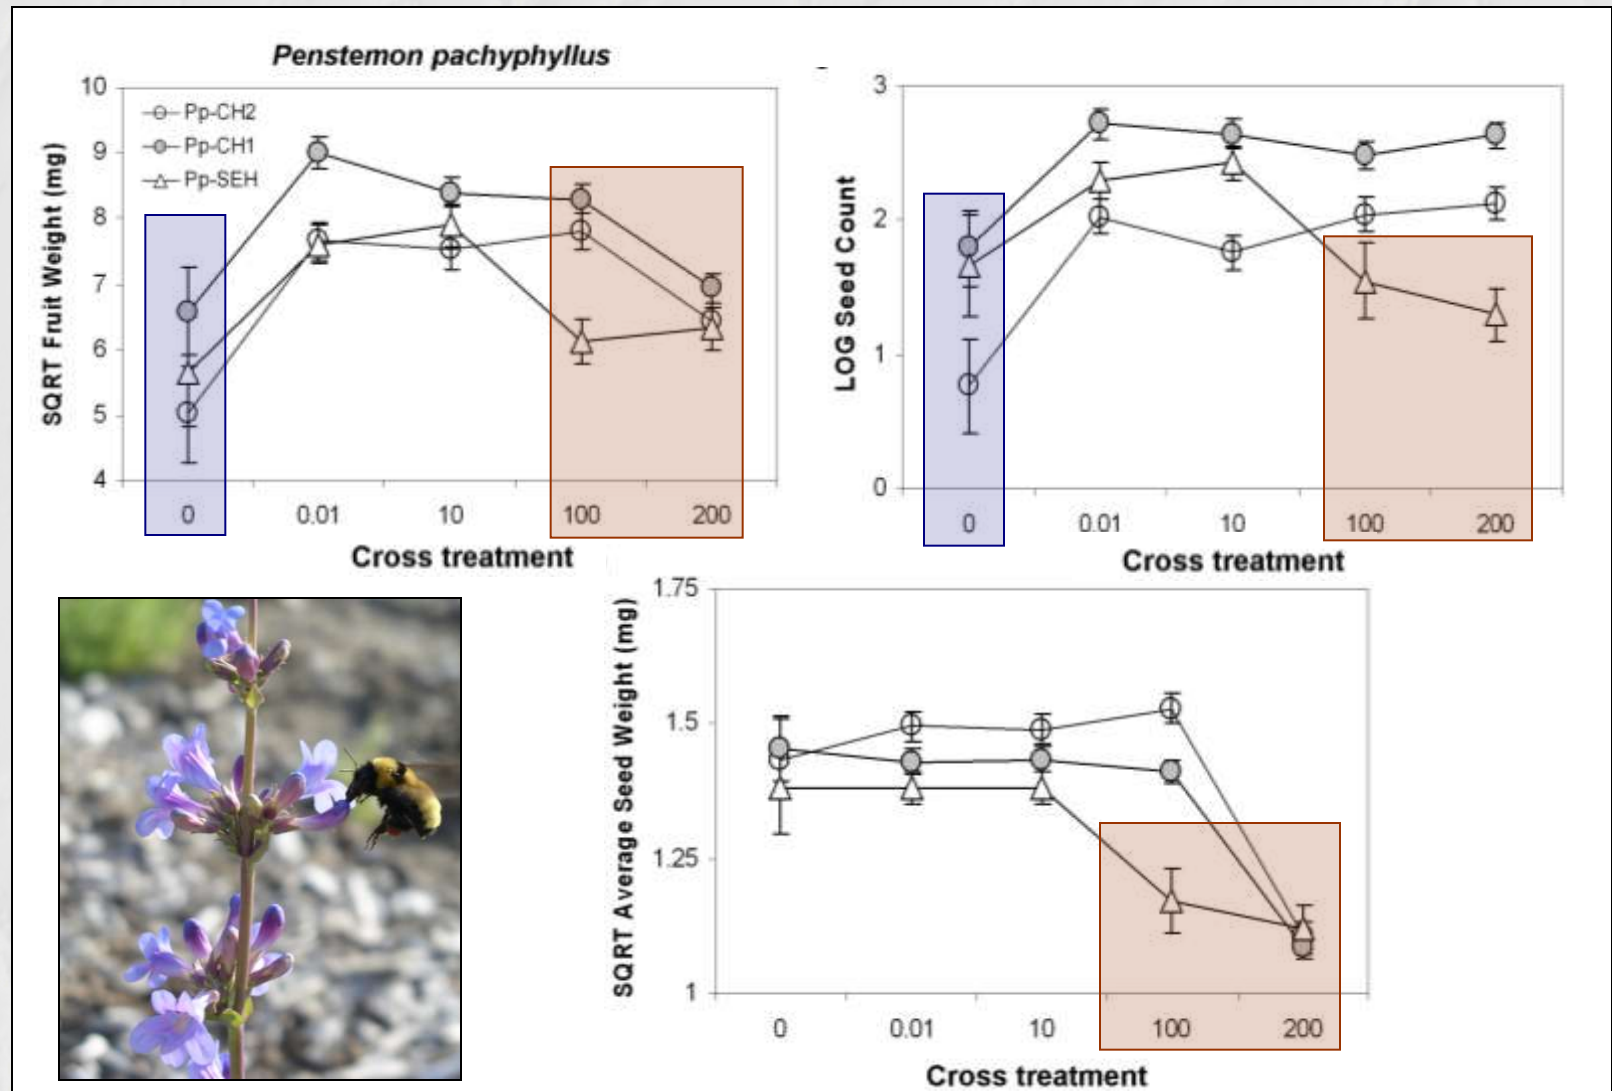 Penstemon pachyphyllus
SQRT Fruit Weight (mg)
10
9
8
7
6
5
4
Pp-CH2
Pp-CH1
Pp-SEH
0 0.01 10 100 200
Cross treatment
LOG Seed Count
3
2
1
0
0 0.01 10 100 200
Cross treatment
SQRT Average Seed Weight (mg)
1.75
1.5
1.25
1
0 0.01 10 100 200
Cross treatment